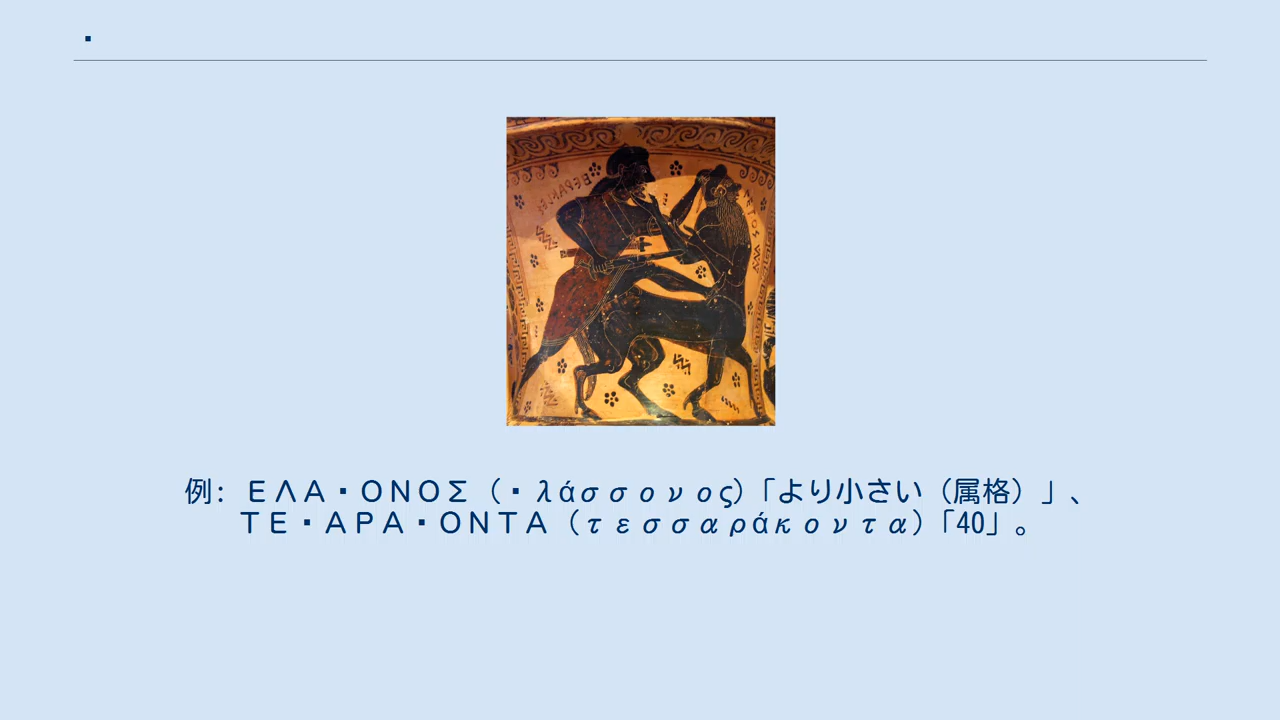 ▪
例: ΕΛΑ▪ΟΝΟΣ（▪λάσσονος）「より小さい（属格）」、
ΤΕ▪ΑΡΑ▪ΟΝΤΑ（τεσσαράκοντα）「40」。